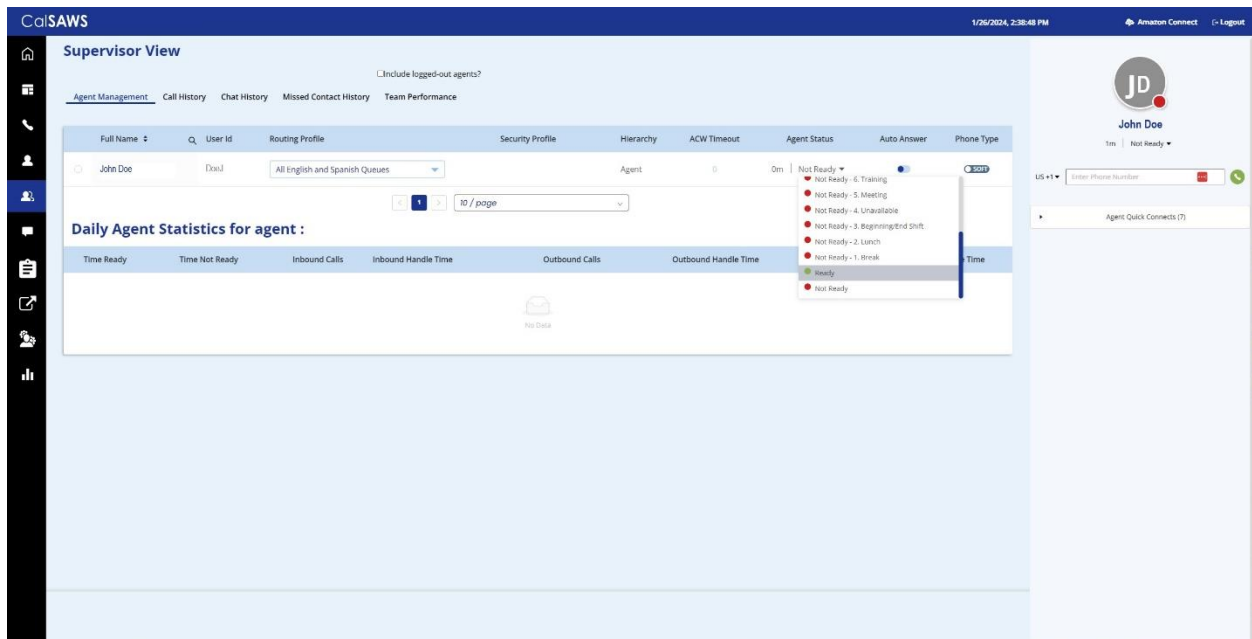 CalSAWS
1/26/2024, 2:38:48 PM
Amazon Connect
Logout
Supervisor View
Include logged-out agents?
Agent Management Call History Chat History Missed Contact History Team Performance
Full Name User Id Routing Profile Security Profile Hierarchy ACW Timeout Agent Status Auto Answer Phone Type
John Doe DoeJ All English and Spanish Queues Agent 0 0m Not Ready SOFT
Not Ready - 6. Training
Not Ready - 5. Meeting
Not Ready - 4. Unavailable
Not Ready - 3. Beginning/End Shift
Not Ready - 2. Lunch
Not Ready - 1. Break
Ready
Not Ready
< 1 > 10 / page
Daily Agent Statistics for agent :
Time Ready Time Not Ready Inbound Calls Inbound Handle Time Outbound Calls Outbound Handle Time Time
No Data
JD
John Doe
1m Not Ready
US +1 Enter Phone Number
Agent Quick Connects (7)